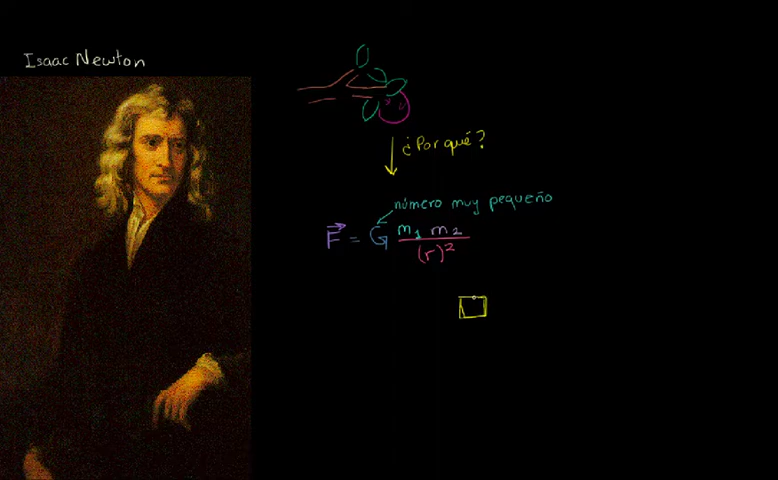 Isaac Newton
¿Por qué?
número muy pequeño
F = G m1 m2
(r)2